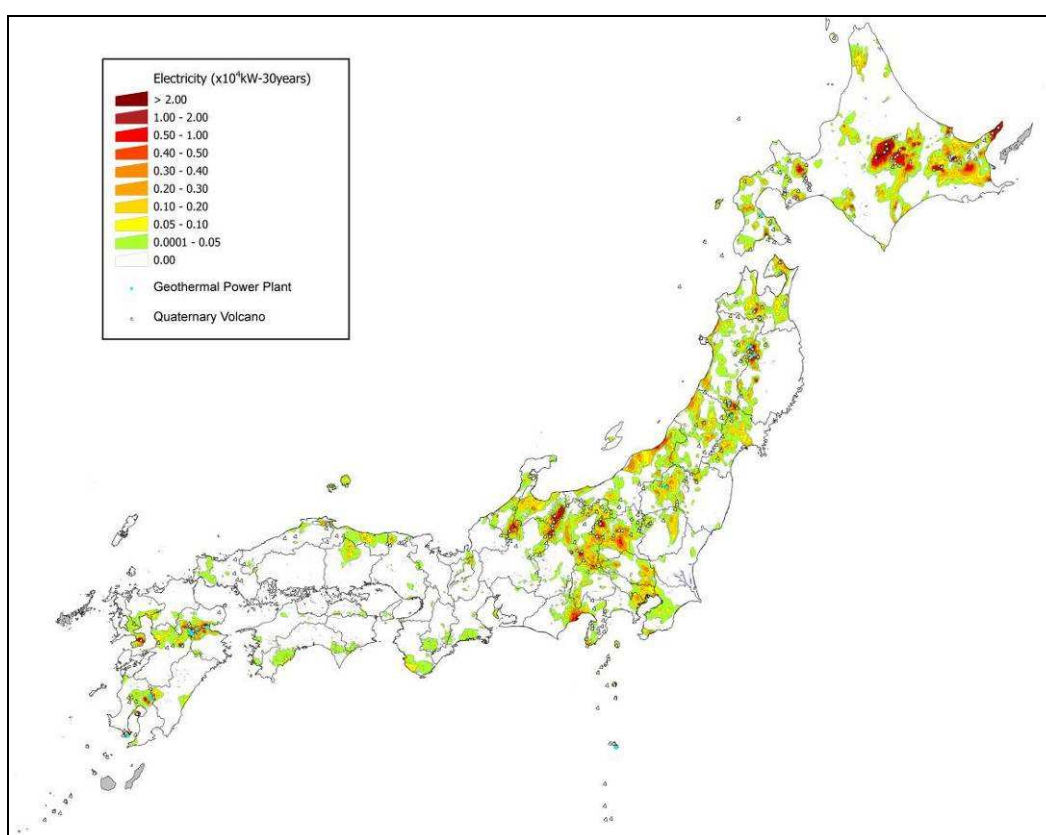 Electricity (x10⁴kW-30years)
> 2.00
1.00 - 2.00
0.50 - 1.00
0.40 - 0.50
0.30 - 0.40
0.20 - 0.30
0.10 - 0.20
0.05 - 0.10
0.0001 - 0.05
0.00
Geothermal Power Plant
Quaternary Volcano